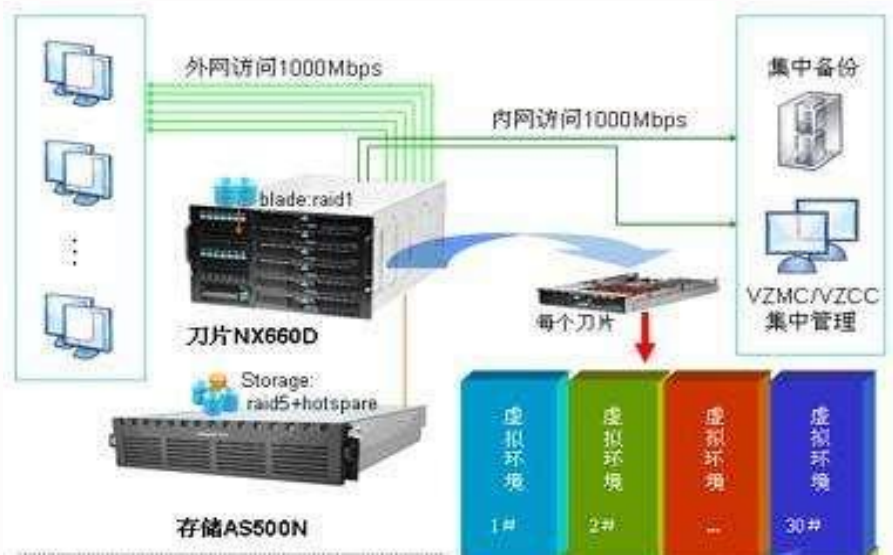 外网访问1000Mbps
集中备份
内网访问1000Mbps
blade:raid1
VZMC/VZCC
集中管理
每个刀片
刀片NX660D
Storage:
raid5+hotspare
虚拟环境
1#
虚拟环境
2#
虚拟环境
...
虚拟环境
30#
存储AS500N